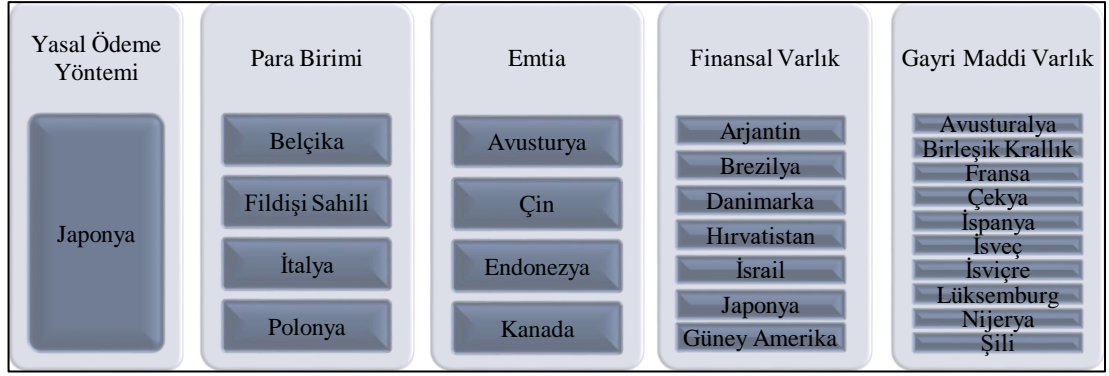 Yasal Ödeme
Yöntemi
Japonya
Para Birimi
Belçika
Fildişi Sahili
İtalya
Polonya
Emtia
Avusturya
Çin
Endonezya
Kanada
Finansal Varlık
Arjantin
Brezilya
Danimarka
Hırvatistan
İsrail
Japonya
Güney Amerika
Gayri Maddi Varlık
Avusturalya
Birleşik Krallık
Fransa
Çekya
İspanya
İsveç
İsviçre
Lüksemburg
Nijerya
Şili